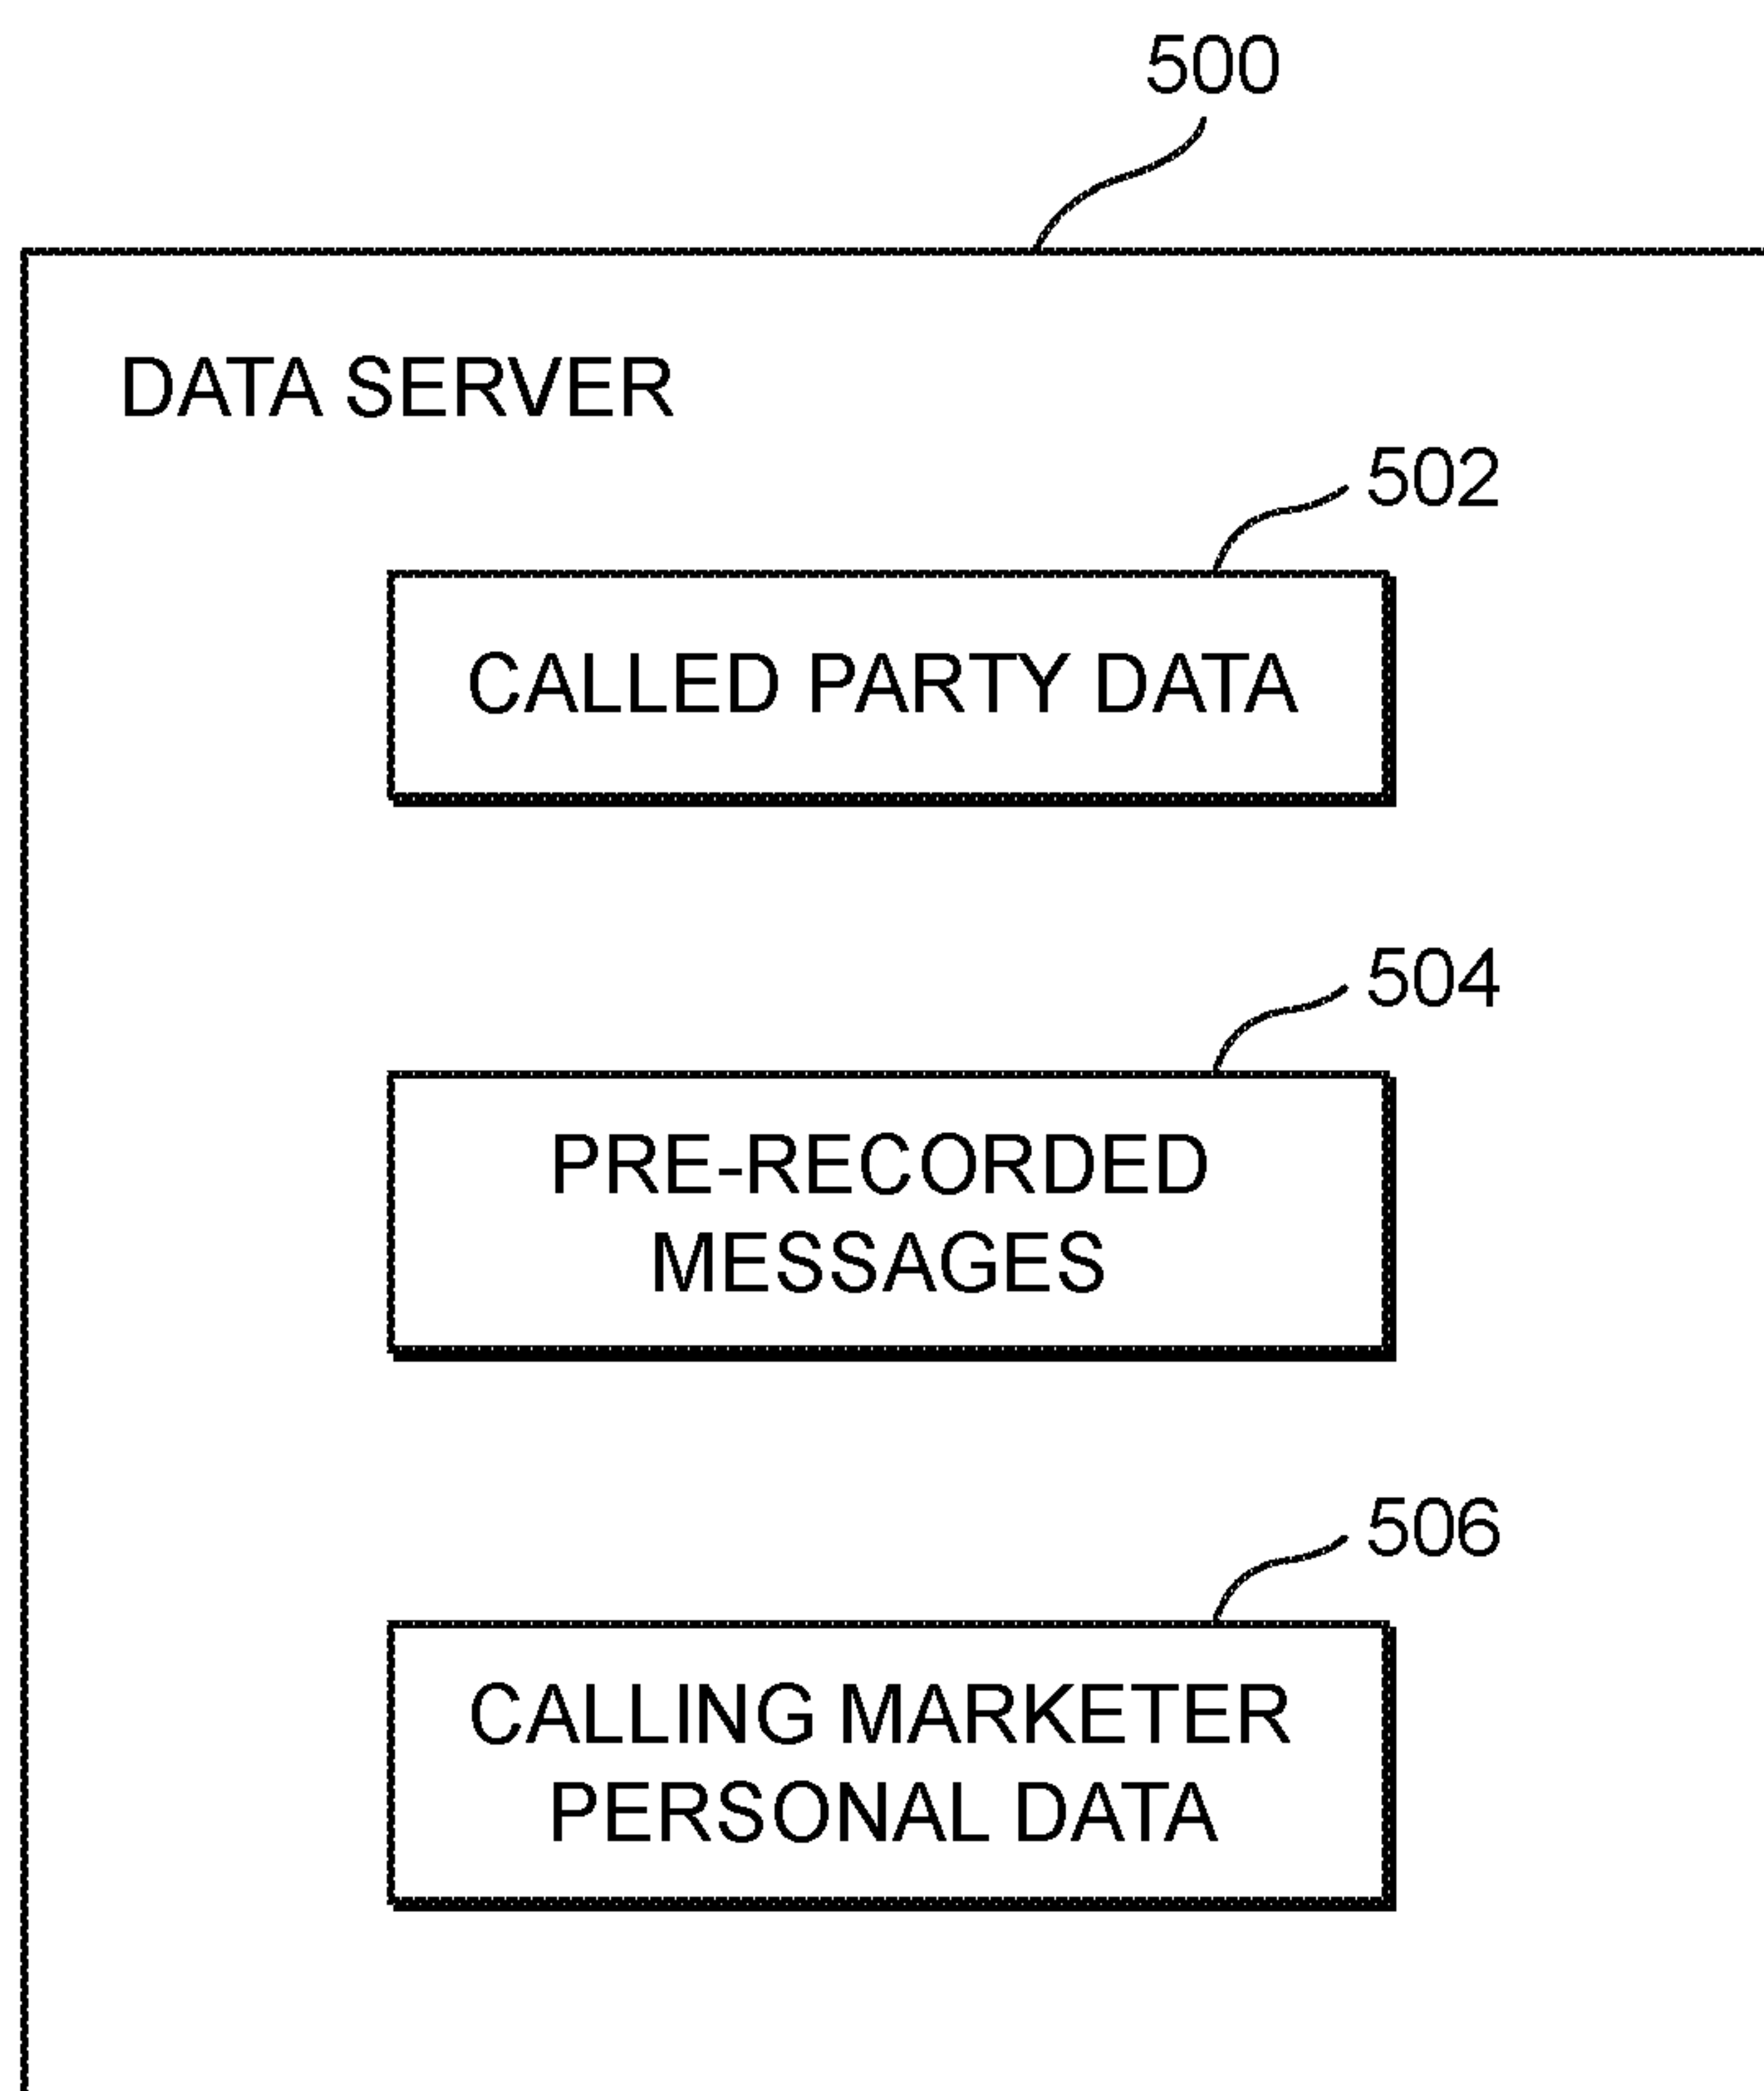 500
DATA SERVER
502
CALLED PARTY DATA
504
PRE-RECORDED
MESSAGES
506
CALLING MARKETER
PERSONAL DATA